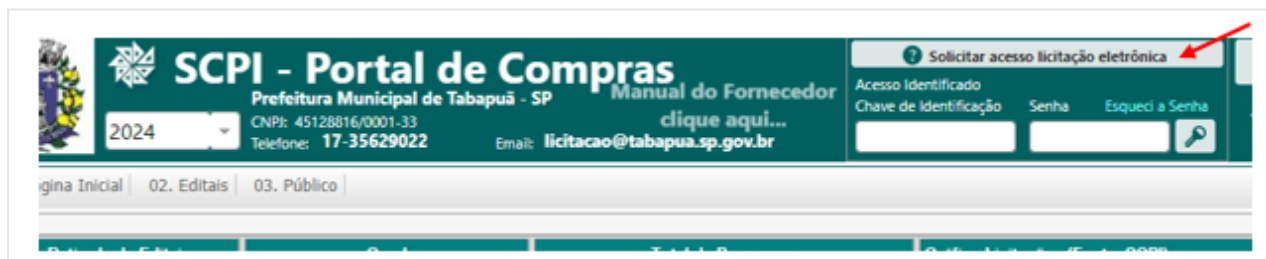 SCPI - Portal de Compras
Prefeitura Municipal de Tabapuã - SP
CNPJ: 45128816/0001-33
Telefone: 17-35629022 Email: licitacao@tabapua.sp.gov.br
2024
Manual do Fornecedor
clique aqui...
? Solicitar acesso licitação eletrônica
Acesso Identificado
Chave de Identificação Senha Esqueci a Senha
Inicial 02. Editais 03. Público